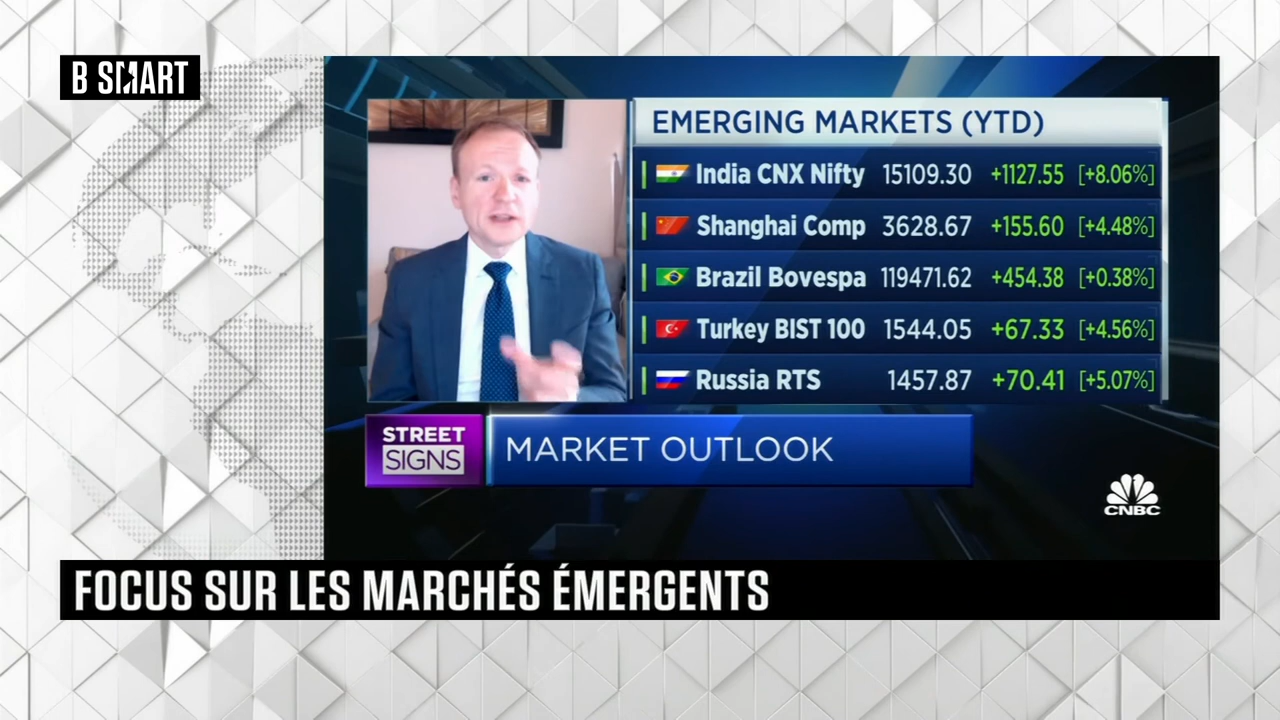 B SMART
EMERGING MARKETS (YTD)
India CNX Nifty 15109.30 +1127.55 [+8.06%]
Shanghai Comp 3628.67 +155.60 [+4.48%]
Brazil Bovespa 119471.62 +454.38 [+0.38%]
Turkey BIST 100 1544.05 +67.33 [+4.56%]
Russia RTS 1457.87 +70.41 [+5.07%]
STREET
SIGNS
MARKET OUTLOOK
CNBC
FOCUS SUR LES MARCHÉS ÉMERGENTS